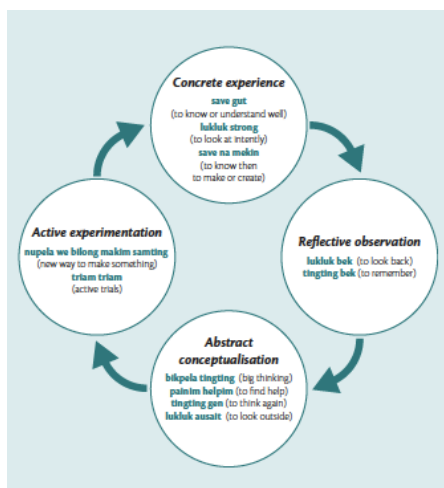 Concrete experience
save gut
(to know or understand well)
lukluk strong
(to look at intently)
save na mekin
(to know then
to make or create)
Reflective observation
lukluk bek (to look back)
tingting bek (to remember)
Abstract
conceptualisation
bikpela tingting (big thinking)
painim helpim (to find help)
tingting gen (to think again)
lukluk ausait (to look outside)
Active experimentation
nupela we bilong makim samting
(new way to make something)
triam triam
(active trials)